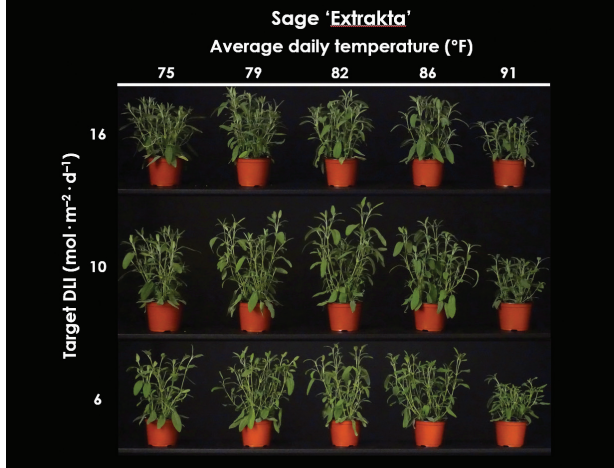 Sage ‘Extrakta’
Average daily temperature (°F)
75 79 82 86 91
16
Target DLI (mol·m⁻²·d⁻¹)
10
6